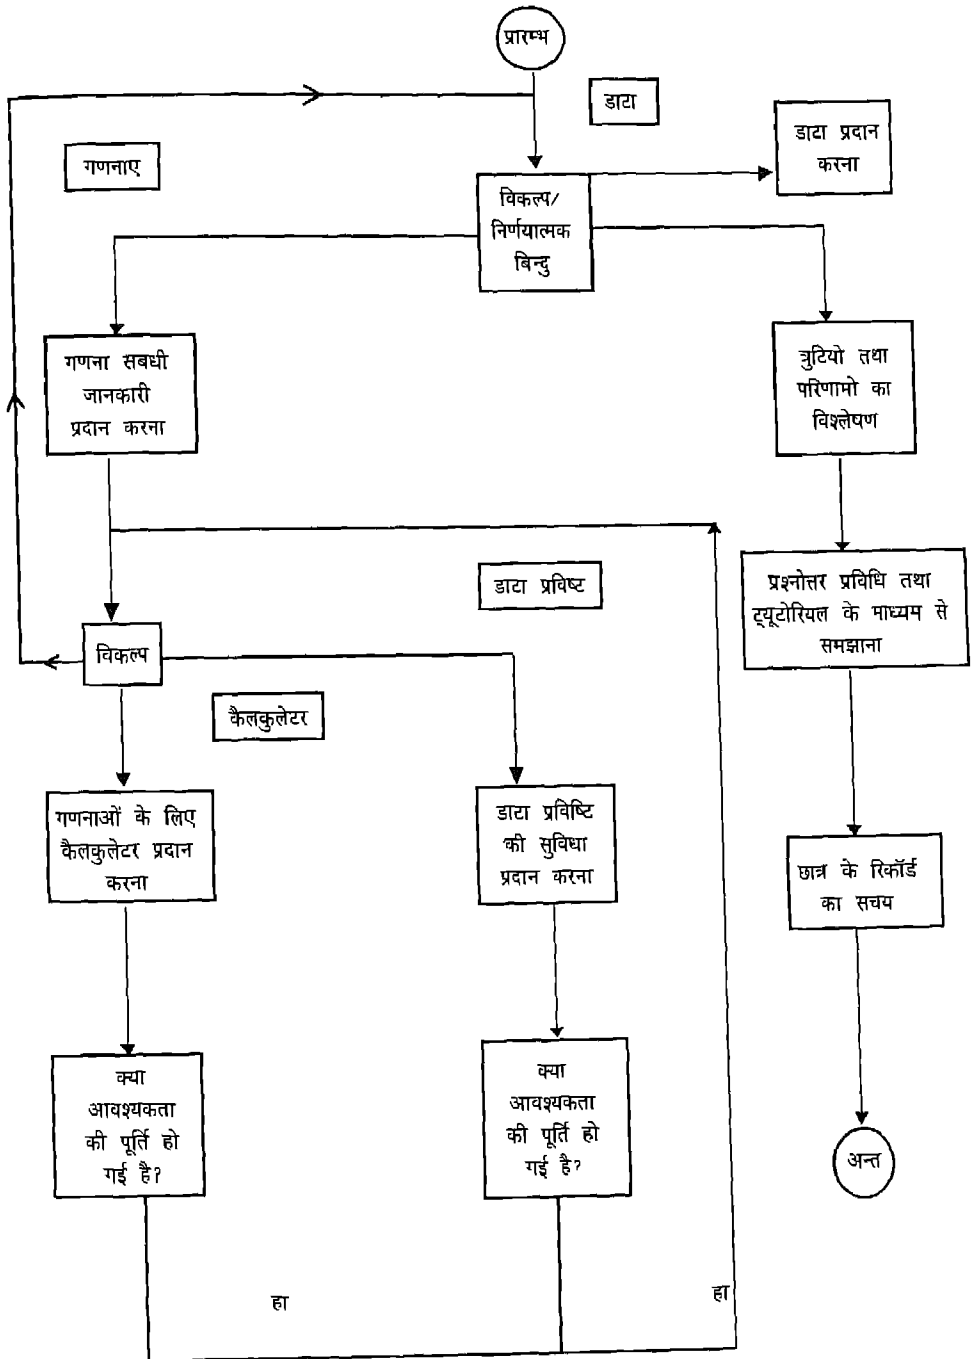 प्रारम्भ
डाटा
डाटा प्रदान
करना
गणनाए
विकल्प/
निर्णयात्मक
बिन्दु
गणना सबधी
जानकारी
प्रदान करना
त्रुटियो तथा
परिणामो का
विश्लेषण
डाटा प्रविष्ट
प्रश्नोत्तर प्रविधि तथा
ट्यूटोरियल के माध्यम से
समझाना
विकल्प
कैलकुलेटर
गणनाओं के लिए
कैलकुलेटर प्रदान
करना
डाटा प्रविष्टि
की सुविधा
प्रदान करना
छात्र के रिकॉर्ड
का सचय
क्या
आवश्यकता
की पूर्ति हो
गई है?
क्या
आवश्यकता
की पूर्ति हो
गई है?
अन्त
हा
हा